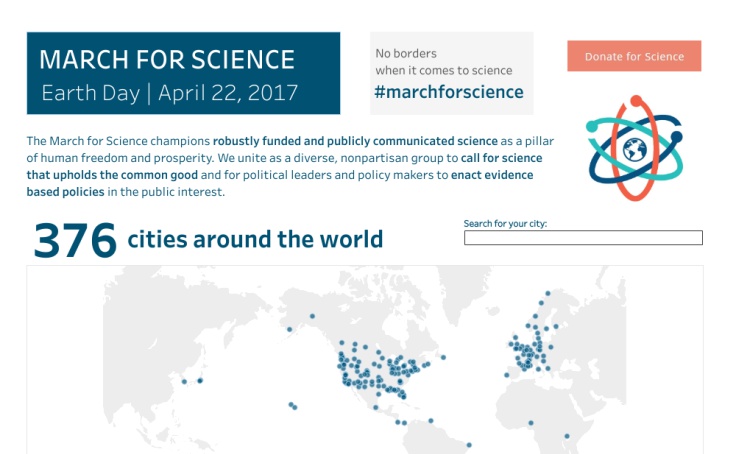 MARCH FOR SCIENCE
Earth Day | April 22, 2017
No borders
when it comes to science
#marchforscience
Donate for Science
The March for Science champions robustly funded and publicly communicated science as a pillar
of human freedom and prosperity. We unite as a diverse, nonpartisan group to call for science
that upholds the common good and for political leaders and policy makers to enact evidence
based policies in the public interest.
376 cities around the world
Search for your city: